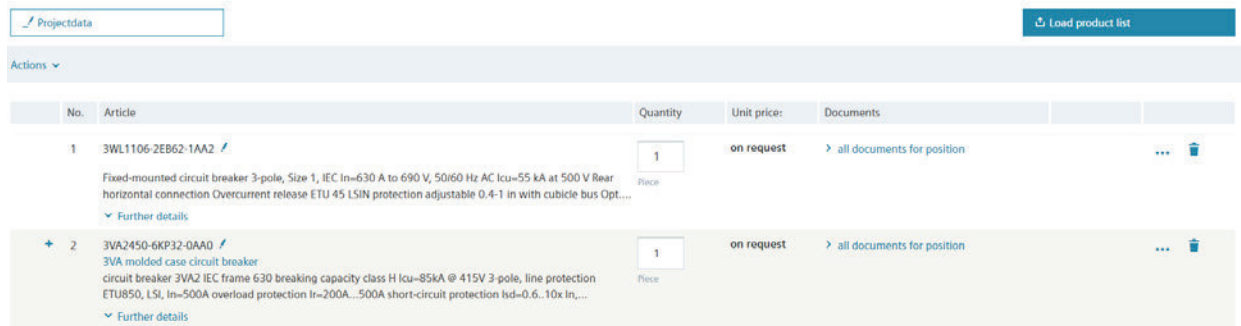 Projectdata
Load product list
Actions
No. Article Quantity Unit price: Documents
1 3WL1106-2EB62-1AA2 1 on request all documents for position
Fixed-mounted circuit breaker 3-pole, Size 1, IEC In=630 A to 690 V, 50/60 Hz AC Icu=55 kA at 500 V Rear Piece
horizontal connection Overcurrent release ETU 45 LSIN protection adjustable 0.4-1 in with cubicle bus Opt....
Further details
+ 2 3VA2450-6KP32-0AA0 1 on request all documents for position
3VA molded case circuit breaker
circuit breaker 3VA2 IEC frame 630 breaking capacity class H Icu=85kA @ 415V 3-pole, line protection Piece
ETU850, LSI, In=500A overload protection Ir=200A...500A short-circuit protection Isd=0.6..10x In,...
Further details